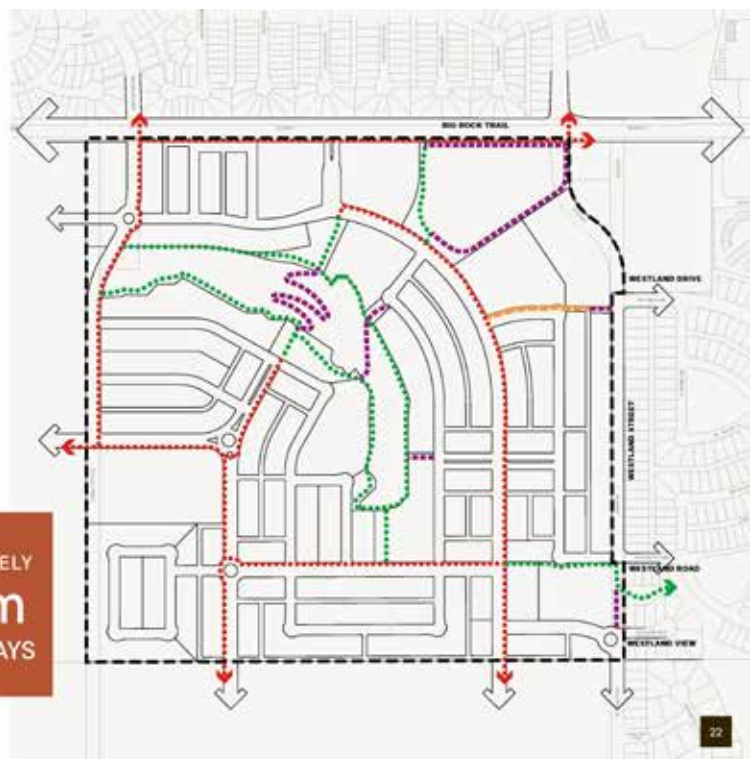 BIG ROCK TRAIL
WESTLAND DRIVE
WESTLAND STREET
ELY
m
AYS
WESTLAND ROAD
WESTLAND VIEW
22